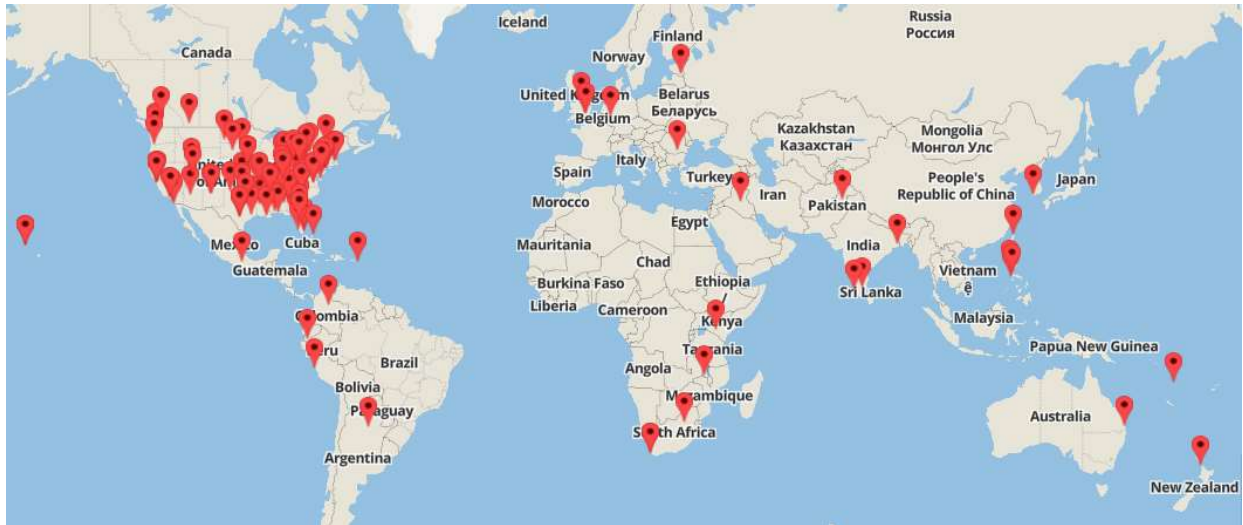 Iceland
Russia
Россия
Finland
Canada
Norway
United Kingdom
Belarus
Беларусь
Belgium
Kazakhstan
Казахстан
Mongolia
Монгол Улс
Italy
Spain
Turkey
Iran
People's
Republic of China
Japan
Morocco
Pakistan
Egypt
Mexico
Cuba
Mauritania
India
Guatemala
Chad
Vietnam
ệ
Burkina Faso
Ethiopia
/
Sri Lanka
Liberia
Cameroon
Colombia
Kenya
Malaysia
Peru
Brazil
Tanzania
Papua New Guinea
Angola
Bolivia
Mozambique
Paraguay
Australia
South Africa
Argentina
New Zealand